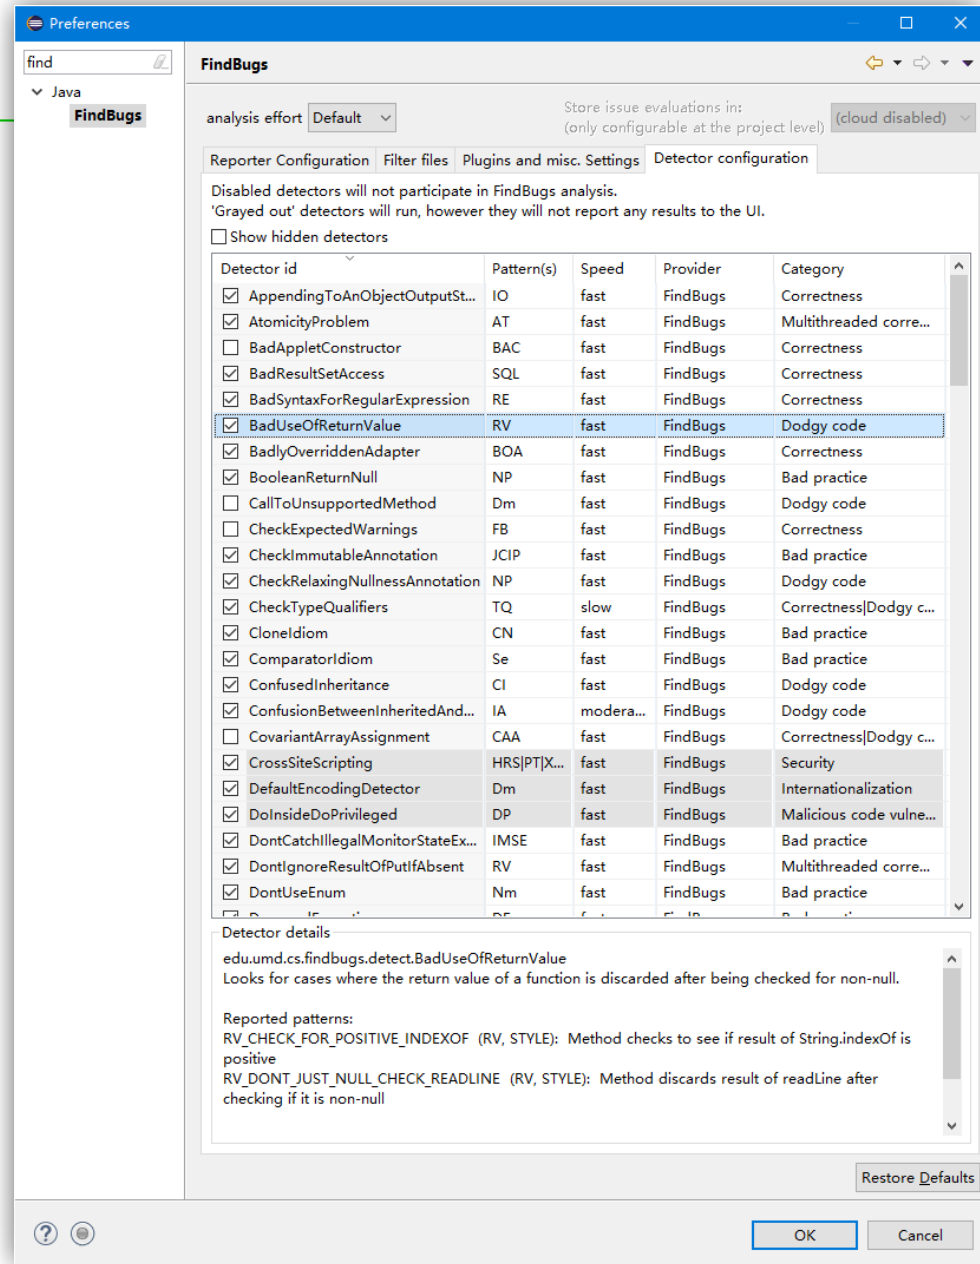 Preferences
find
Java
FindBugs
FindBugs
analysis effort Default
Store issue evaluations in:
(only configurable at the project level) (cloud disabled)
Reporter Configuration Filter files Plugins and misc. Settings Detector configuration
Disabled detectors will not participate in FindBugs analysis.
'Grayed out' detectors will run, however they will not report any results to the UI.
Show hidden detectors
Detector id Pattern(s) Speed Provider Category
AppendingToAnObjectOutputSt... IO fast FindBugs Correctness
AtomicityProblem AT fast FindBugs Multithreaded corre...
BadAppletConstructor BAC fast FindBugs Correctness
BadResultSetAccess SQL fast FindBugs Correctness
BadSyntaxForRegularExpression RE fast FindBugs Correctness
BadUseOfReturnValue RV fast FindBugs Dodgy code
BadlyOverriddenAdapter BOA fast FindBugs Correctness
BooleanReturnNull NP fast FindBugs Bad practice
CallToUnsupportedMethod Dm fast FindBugs Dodgy code
CheckExpectedWarnings FB fast FindBugs Correctness
CheckImmutableAnnotation JCIP fast FindBugs Bad practice
CheckRelaxingNullnessAnnotation NP fast FindBugs Dodgy code
CheckTypeQualifiers TQ slow FindBugs Correctness|Dodgy c...
CloneIdiom CN fast FindBugs Bad practice
ComparatorIdiom Se fast FindBugs Bad practice
ConfusedInheritance CI fast FindBugs Dodgy code
ConfusionBetweenInheritedAnd... IA modera... FindBugs Dodgy code
CovariantArrayAssignment CAA fast FindBugs Correctness|Dodgy c...
CrossSiteScripting HRS|PT|X... fast FindBugs Security
DefaultEncodingDetector Dm fast FindBugs Internationalization
DoInsideDoPrivileged DP fast FindBugs Malicious code vulne...
DontCatchIllegalMonitorStateEx... IMSE fast FindBugs Bad practice
DontIgnoreResultOfPutIfAbsent RV fast FindBugs Multithreaded corre...
DontUseEnum Nm fast FindBugs Bad practice
Detector details
edu.umd.cs.findbugs.detect.BadUseOfReturnValue
Looks for cases where the return value of a function is discarded after being checked for non-null.
Reported patterns:
RV_CHECK_FOR_POSITIVE_INDEXOF (RV, STYLE): Method checks to see if result of String.indexOf is
positive
RV_DONT_JUST_NULL_CHECK_READLINE (RV, STYLE): Method discards result of readLine after
checking if it is non-null
Restore Defaults
OK Cancel